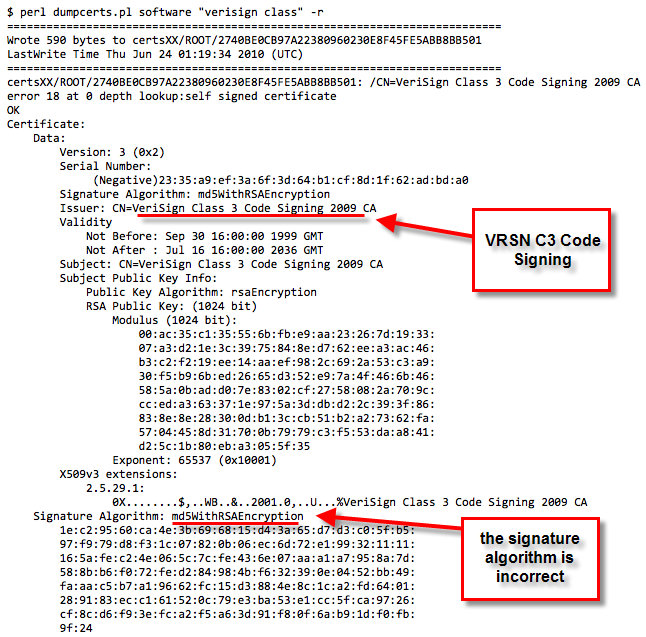 $ perl dumpcerts.pl software "verisign class" -r
======================================================================
Wrote 590 bytes to certsXX/ROOT/2740BE0CB97A22380960230E8F45FE5ABB8BB501
LastWrite Time Thu Jun 24 01:19:34 2010 (UTC)
======================================================================
certsXX/ROOT/2740BE0CB97A22380960230E8F45FE5ABB8BB501: /CN=VeriSign Class 3 Code Signing 2009 CA
error 18 at 0 depth lookup:self signed certificate
OK
Certificate:
Data:
Version: 3 (0x2)
Serial Number:
(Negative)23:35:a9:ef:3a:6f:3d:64:b1:cf:8d:1f:62:ad:bd:a0
Signature Algorithm: md5WithRSAEncryption
Issuer: CN=VeriSign Class 3 Code Signing 2009 CA
Validity
Not Before: Sep 30 16:00:00 1999 GMT
Not After : Jul 16 16:00:00 2036 GMT
Subject: CN=VeriSign Class 3 Code Signing 2009 CA
Subject Public Key Info:
Public Key Algorithm: rsaEncryption
RSA Public Key: (1024 bit)
Modulus (1024 bit):
00:ac:35:c1:35:55:6b:fb:e9:aa:23:26:7d:19:33:
07:a3:d2:1e:3c:39:75:84:8e:d7:62:ee:a3:ac:46:
b3:c2:f2:19:ee:14:aa:ef:98:2c:69:2a:53:c3:a9:
30:f5:b9:6b:ed:26:65:d3:52:e9:7a:4f:46:6b:46:
58:5a:0b:ad:d0:7e:83:02:cf:27:58:08:2a:70:9c:
cc:ed:a3:63:37:1e:97:5a:3d:db:d2:2c:39:3f:86:
83:8e:8e:28:30:0d:b1:3c:cb:51:b2:a2:73:62:fa:
57:04:45:8d:31:70:0b:79:79:c3:f5:53:da:a8:41:
d2:5c:1b:80:eb:a3:05:5f:35
Exponent: 65537 (0x10001)
X509v3 extensions:
2.5.29.1:
0X........$,..WB..&..2001.0,..U...%VeriSign Class 3 Code Signing 2009 CA
Signature Algorithm: md5WithRSAEncryption
1e:c2:95:60:ca:4e:3b:69:68:15:d4:3a:65:d7:d3:c0:5f:b5:
97:f9:79:d8:f3:1c:07:82:0b:06:ec:6d:72:e1:99:32:11:11:
16:5a:fe:c2:4e:06:5c:7c:fe:43:6e:07:aa:a1:a7:95:8a:7d:
58:8b:b6:f0:72:fe:d2:84:98:4b:f6:32:39:0e:04:52:bb:49:
fa:aa:c5:b7:a1:96:62:fc:15:d3:88:4e:8c:1c:a2:fd:64:01:
28:91:83:ec:c1:61:52:0c:79:e3:ba:53:e1:cc:5f:ca:97:26:
cf:8c:d6:f9:3e:fc:a2:f5:a6:3d:91:f8:0f:6a:b9:1d:f0:fb:
9f:24
VRSN C3 Code
Signing
the signature
algorithm is
incorrect